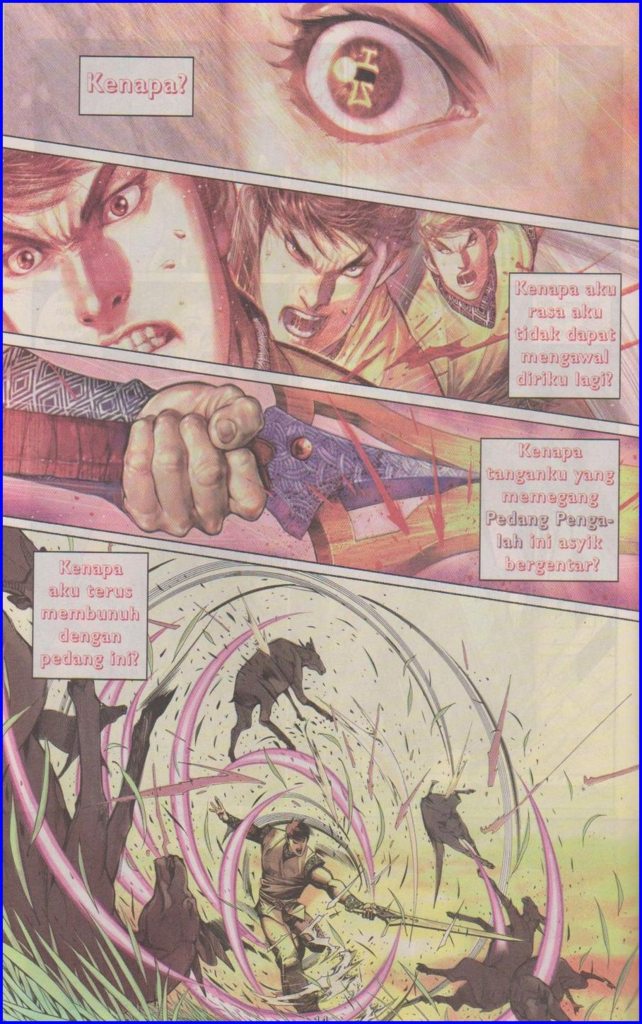 Kenapa?
Kenapa aku
rasa aku
tidak dapat
mengawal
diriku lagi?
Kenapa
tanganku yang
memegang
Pedang Penga-
lah ini asyik
bergentar?
Kenapa
aku terus
membunuh
dengan
pedang ini?